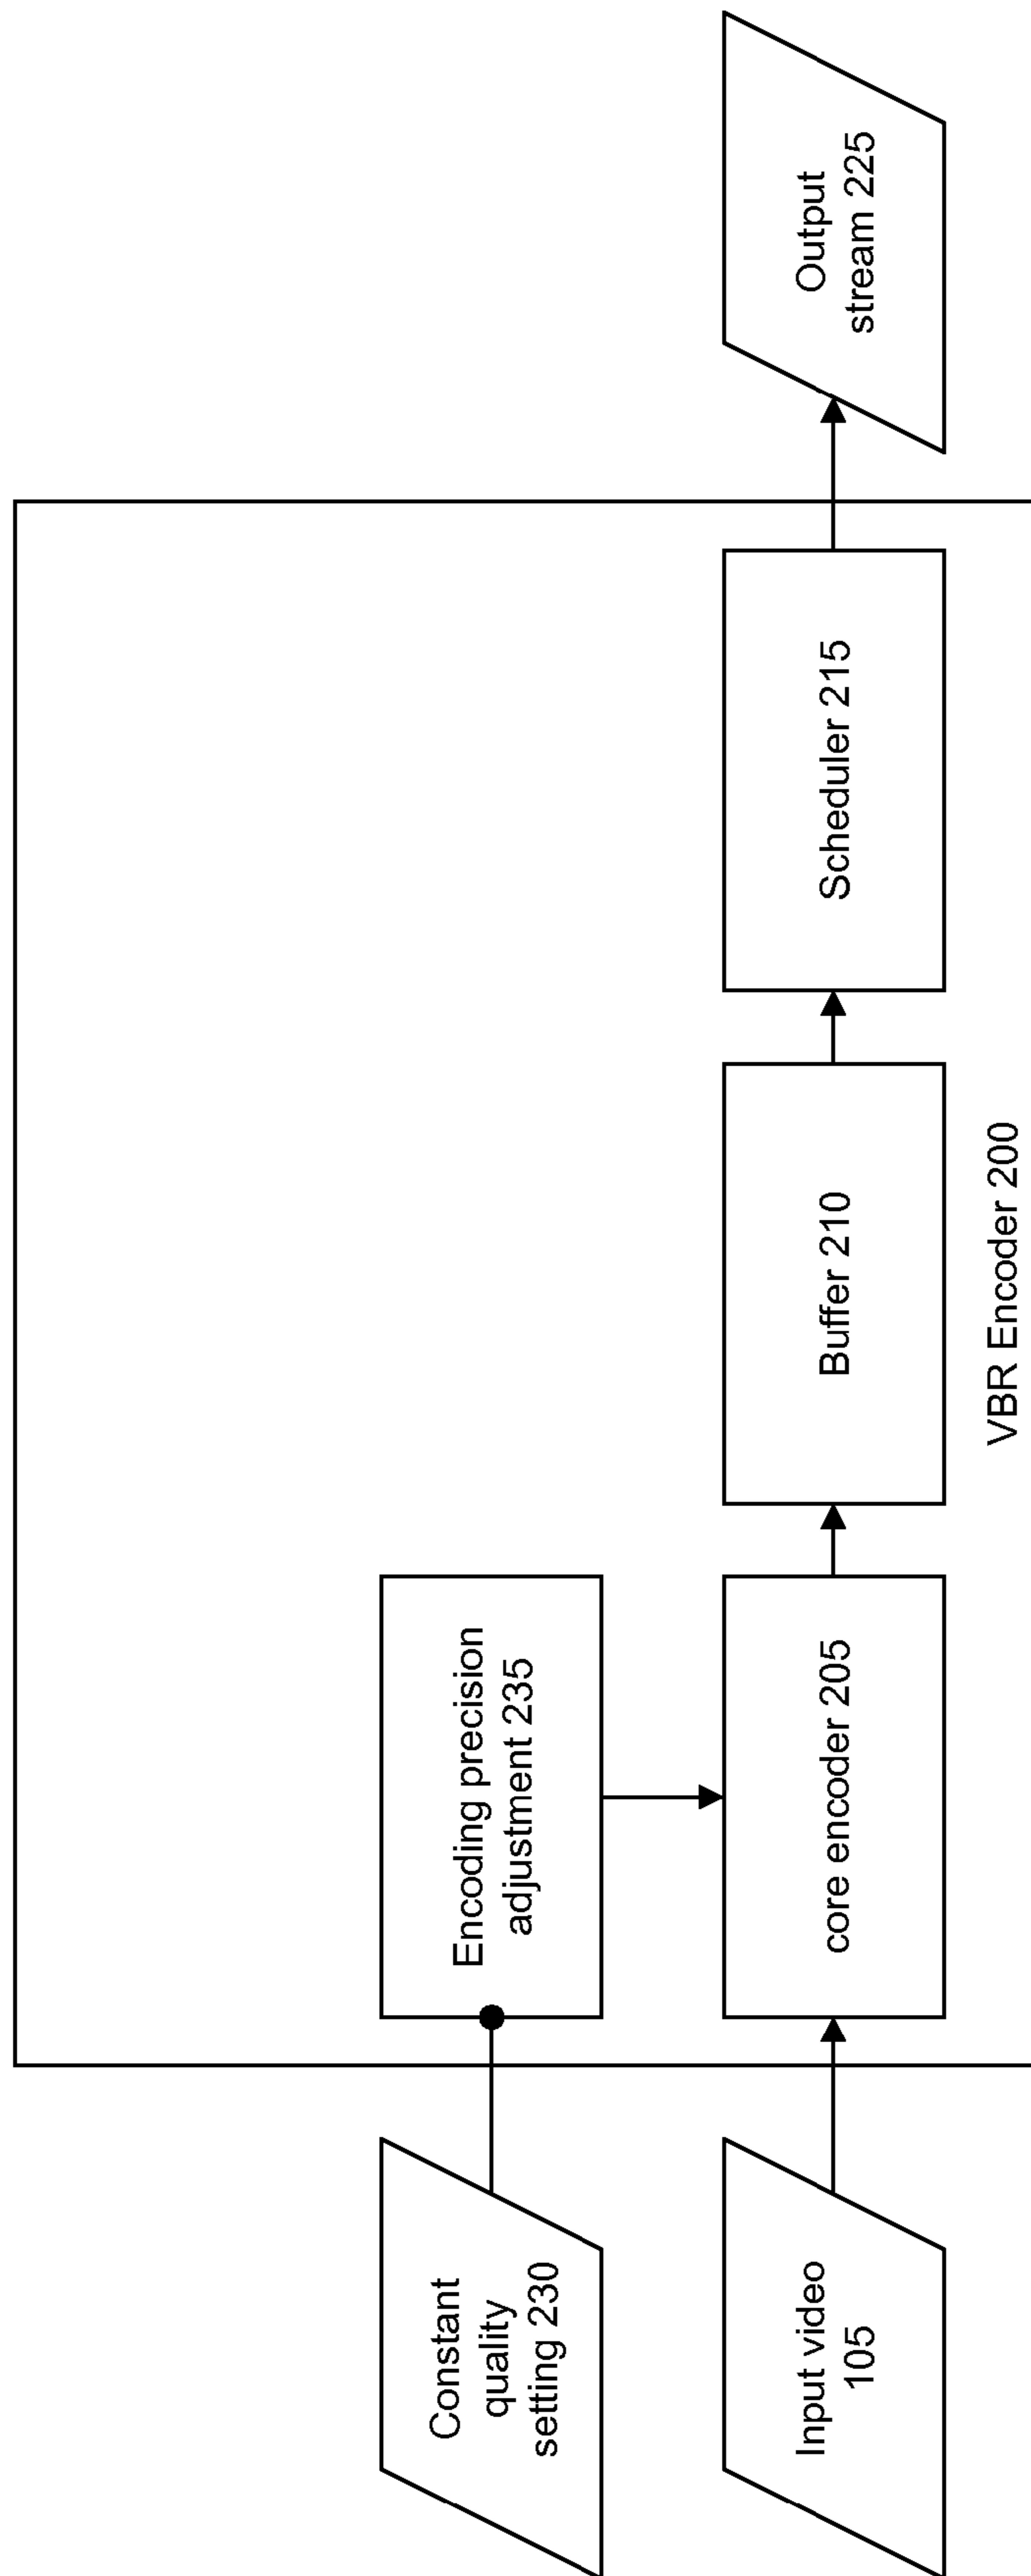 Constant
quality
setting 230
Encoding precision
adjustment 235
Input video
105
core encoder 205
Buffer 210
Scheduler 215
Output
stream 225
VBR Encoder 200